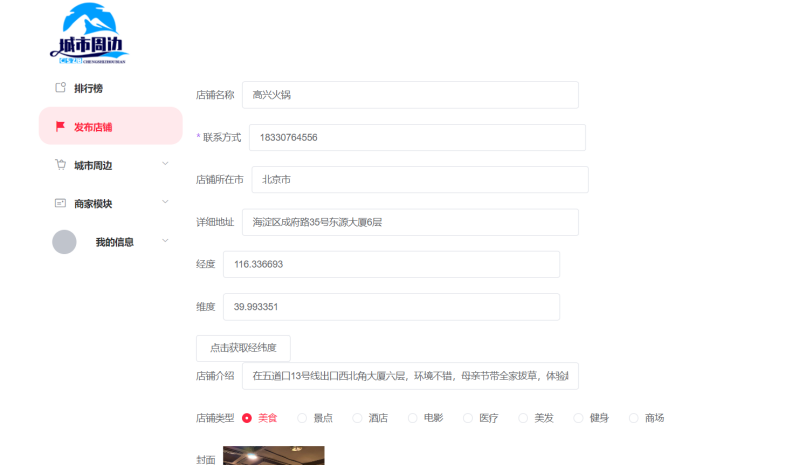 城市周边
CSZB CHENGSHIZHOUBIAN
排行榜
发布店铺
城市周边
商家模块
我的信息
店铺名称 高兴火锅
* 联系方式 18330764556
店铺所在市 北京市
详细地址 海淀区成府路35号东源大厦6层
经度 116.336693
维度 39.993351
点击获取经纬度
店铺介绍 在五道口13号线出口西北角大厦六层，环境不错，母亲节带全家拔草，体验
店铺类型 美食 景点 酒店 电影 医疗 美发 健身 商场
封面